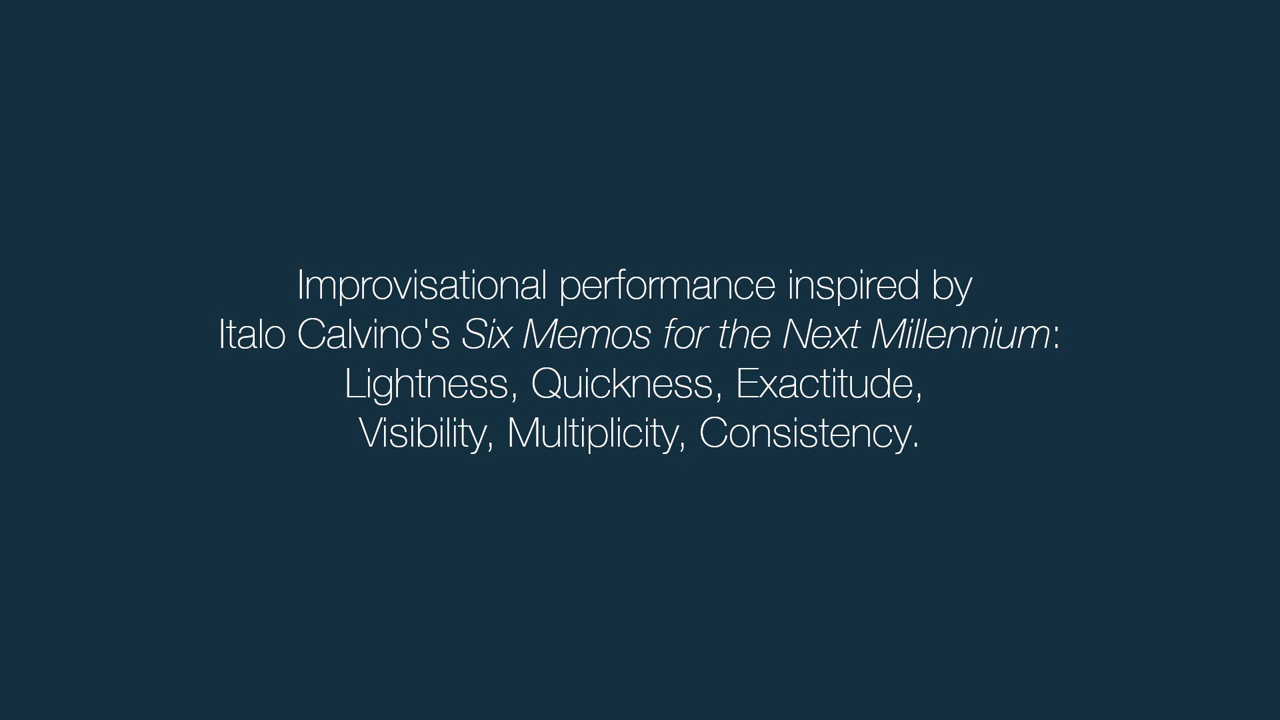 Improvisational performance inspired by
Italo Calvino's Six Memos for the Next Millennium:
Lightness, Quickness, Exactitude,
Visibility, Multiplicity, Consistency.